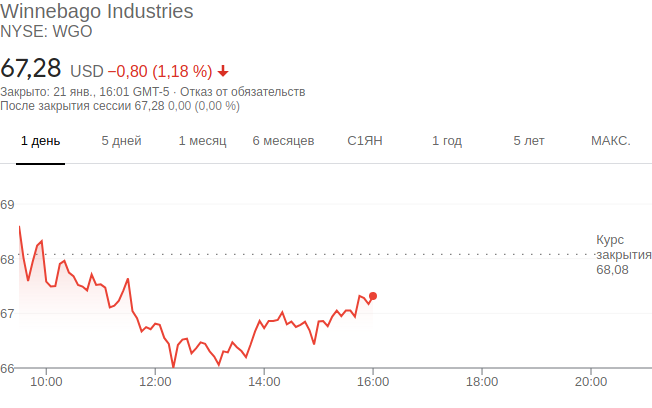 Winnebago Industries
NYSE: WGO
67,28 USD −0,80 (1,18 %)
Закрыто: 21 янв., 16:01 GMT-5 · Отказ от обязательств
После закрытия сессии 67,28 0,00 (0,00 %)
1 день 5 дней 1 месяц 6 месяцев С1ЯН 1 год 5 лет МАКС.
69
68
67
66
Курс
закрытия
68,08
10:00 12:00 14:00 16:00 18:00 20:00